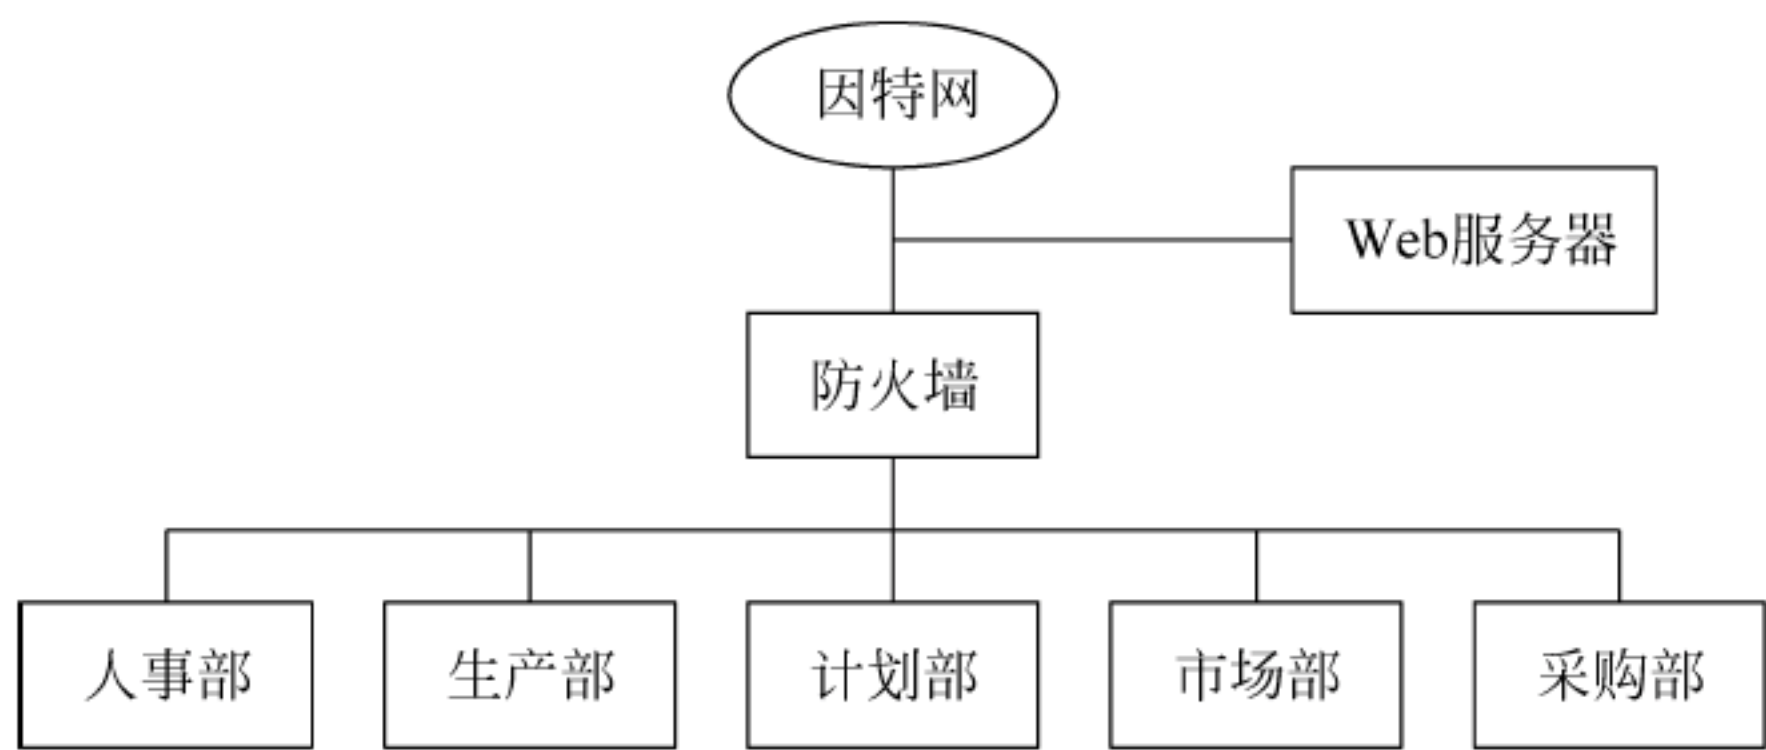 因特网
Web服务器
防火墙
人事部
生产部
计划部
市场部
采购部